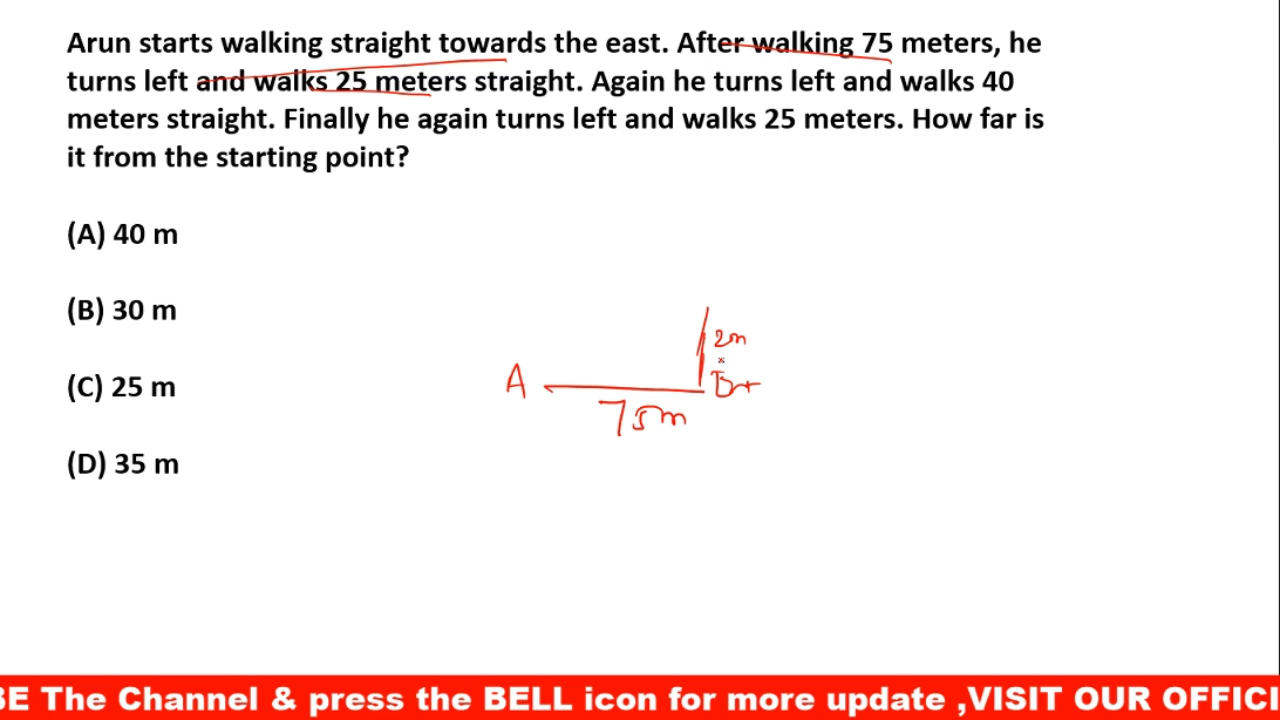 Arun starts walking straight towards the east. After walking 75 meters, he
turns left and walks 25 meters straight. Again he turns left and walks 40
meters straight. Finally he again turns left and walks 25 meters. How far is
it from the starting point?
(A) 40 m
(B) 30 m
(C) 25 m
(D) 35 m
A
75m
BE The Channel & press the BELL icon for more update ,VISIT OUR OFFICI